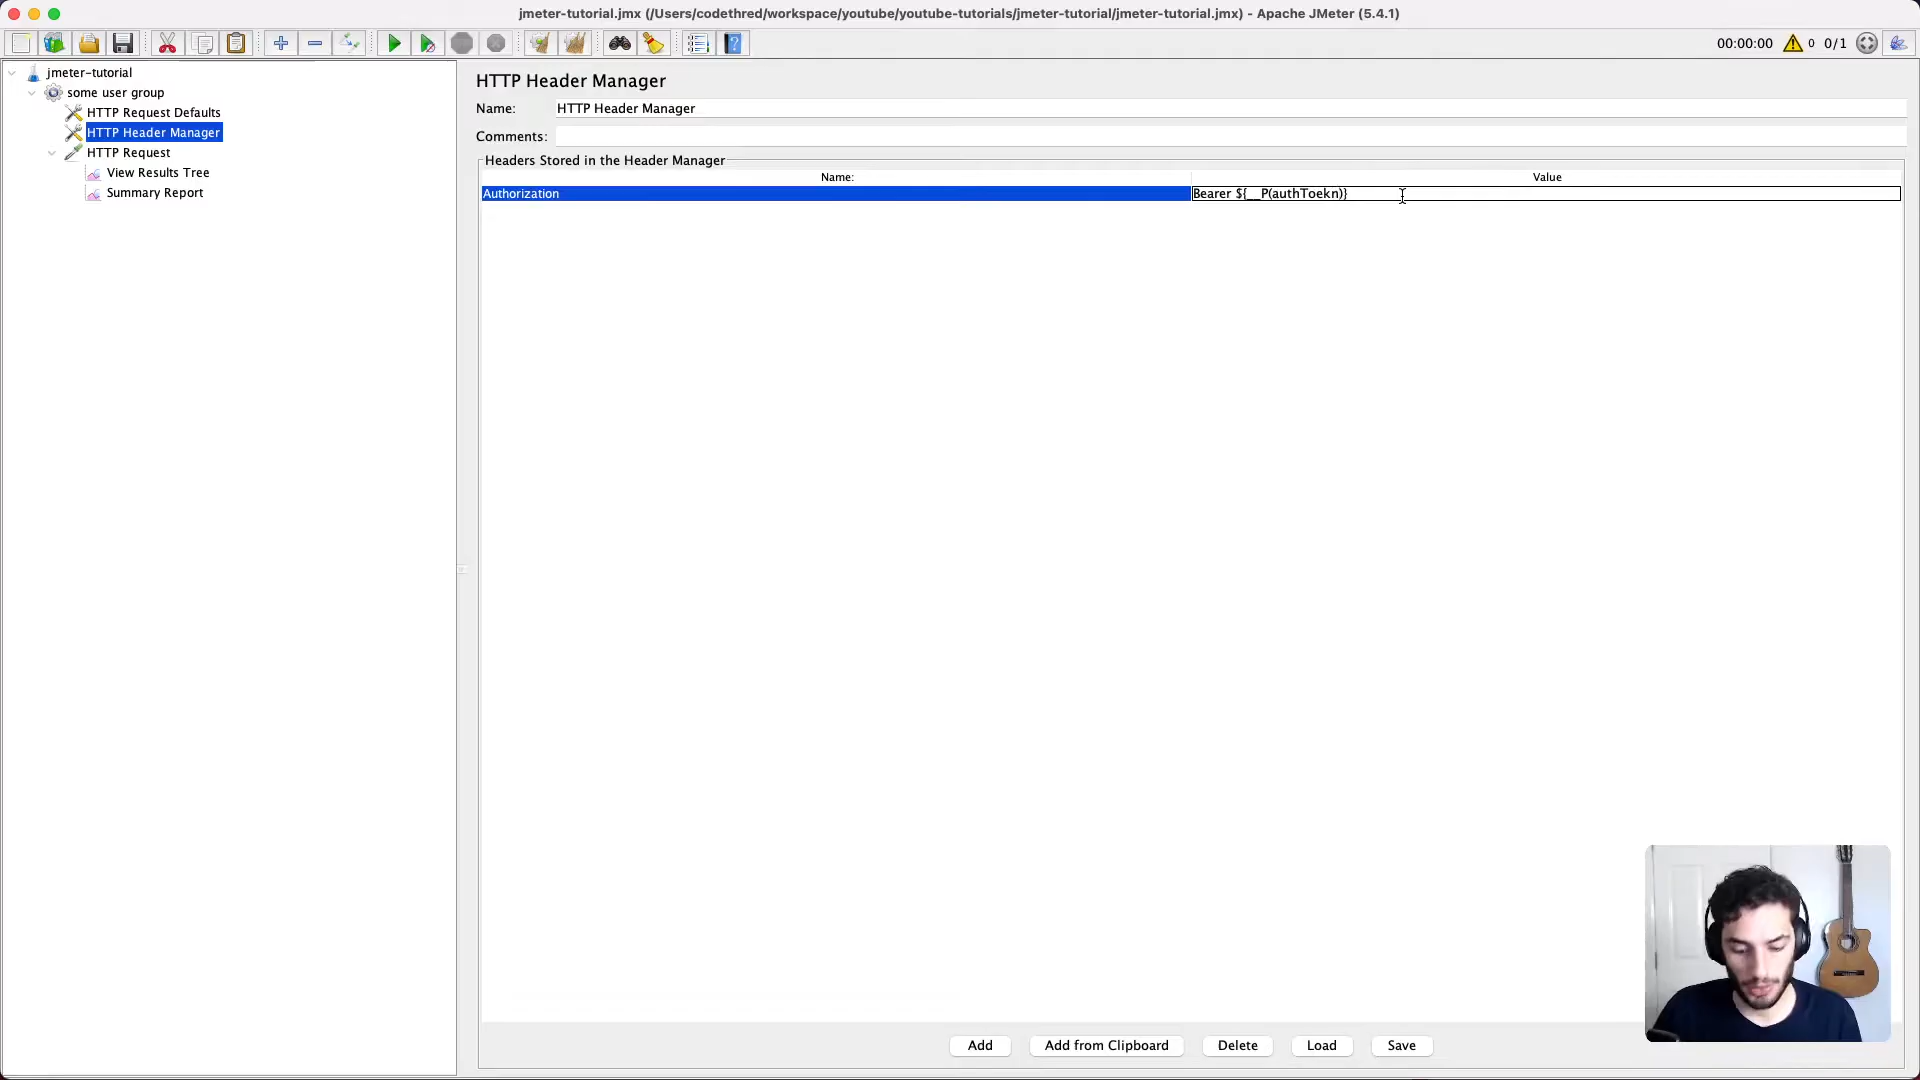 jmeter-tutorial.jmx (/Users/codethred/workspace/youtube/youtube-tutorials/jmeter-tutorial/jmeter-tutorial.jmx) - Apache JMeter (5.4.1)
00:00:00 0 0/1
jmeter-tutorial
some user group
HTTP Request Defaults
HTTP Header Manager
HTTP Request
View Results Tree
Summary Report
HTTP Header Manager
Name: HTTP Header Manager
Comments:
Headers Stored in the Header Manager
Name: Value
Authorization Bearer ${__P(authToekn)}
Add Add from Clipboard Delete Load Save